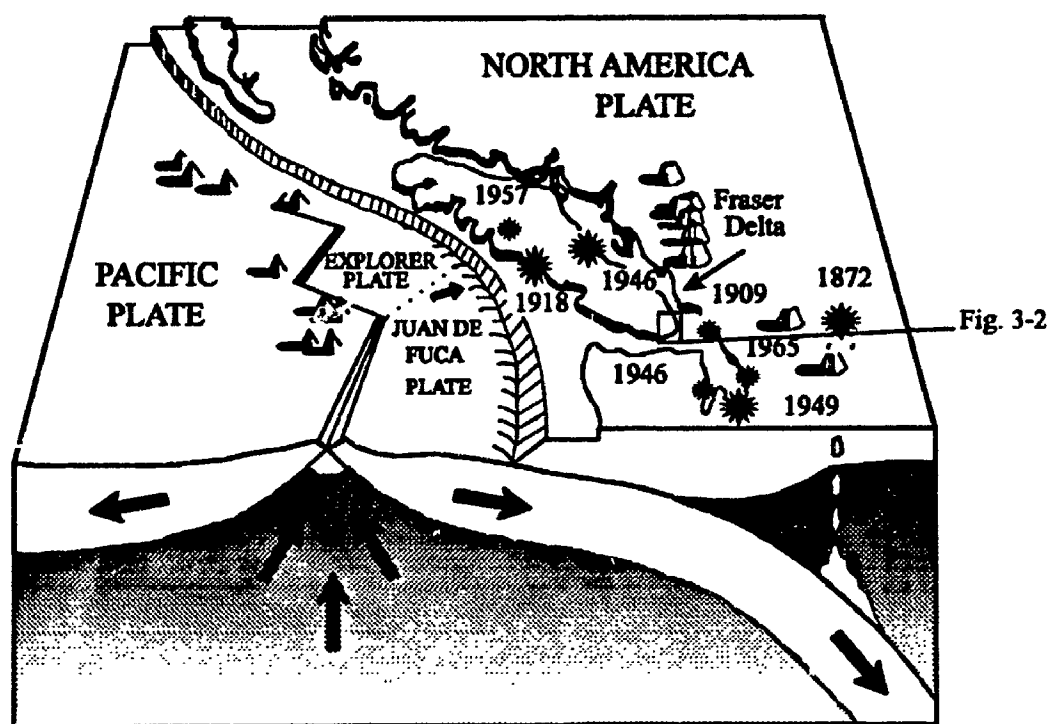 NORTH AMERICA
PLATE
1957
Fraser
Delta
EXPLORER
PLATE
PACIFIC
PLATE
1946
1872
1918
1909
Fig. 3-2
JUAN DE
FUCA
PLATE
1965
1946
1949